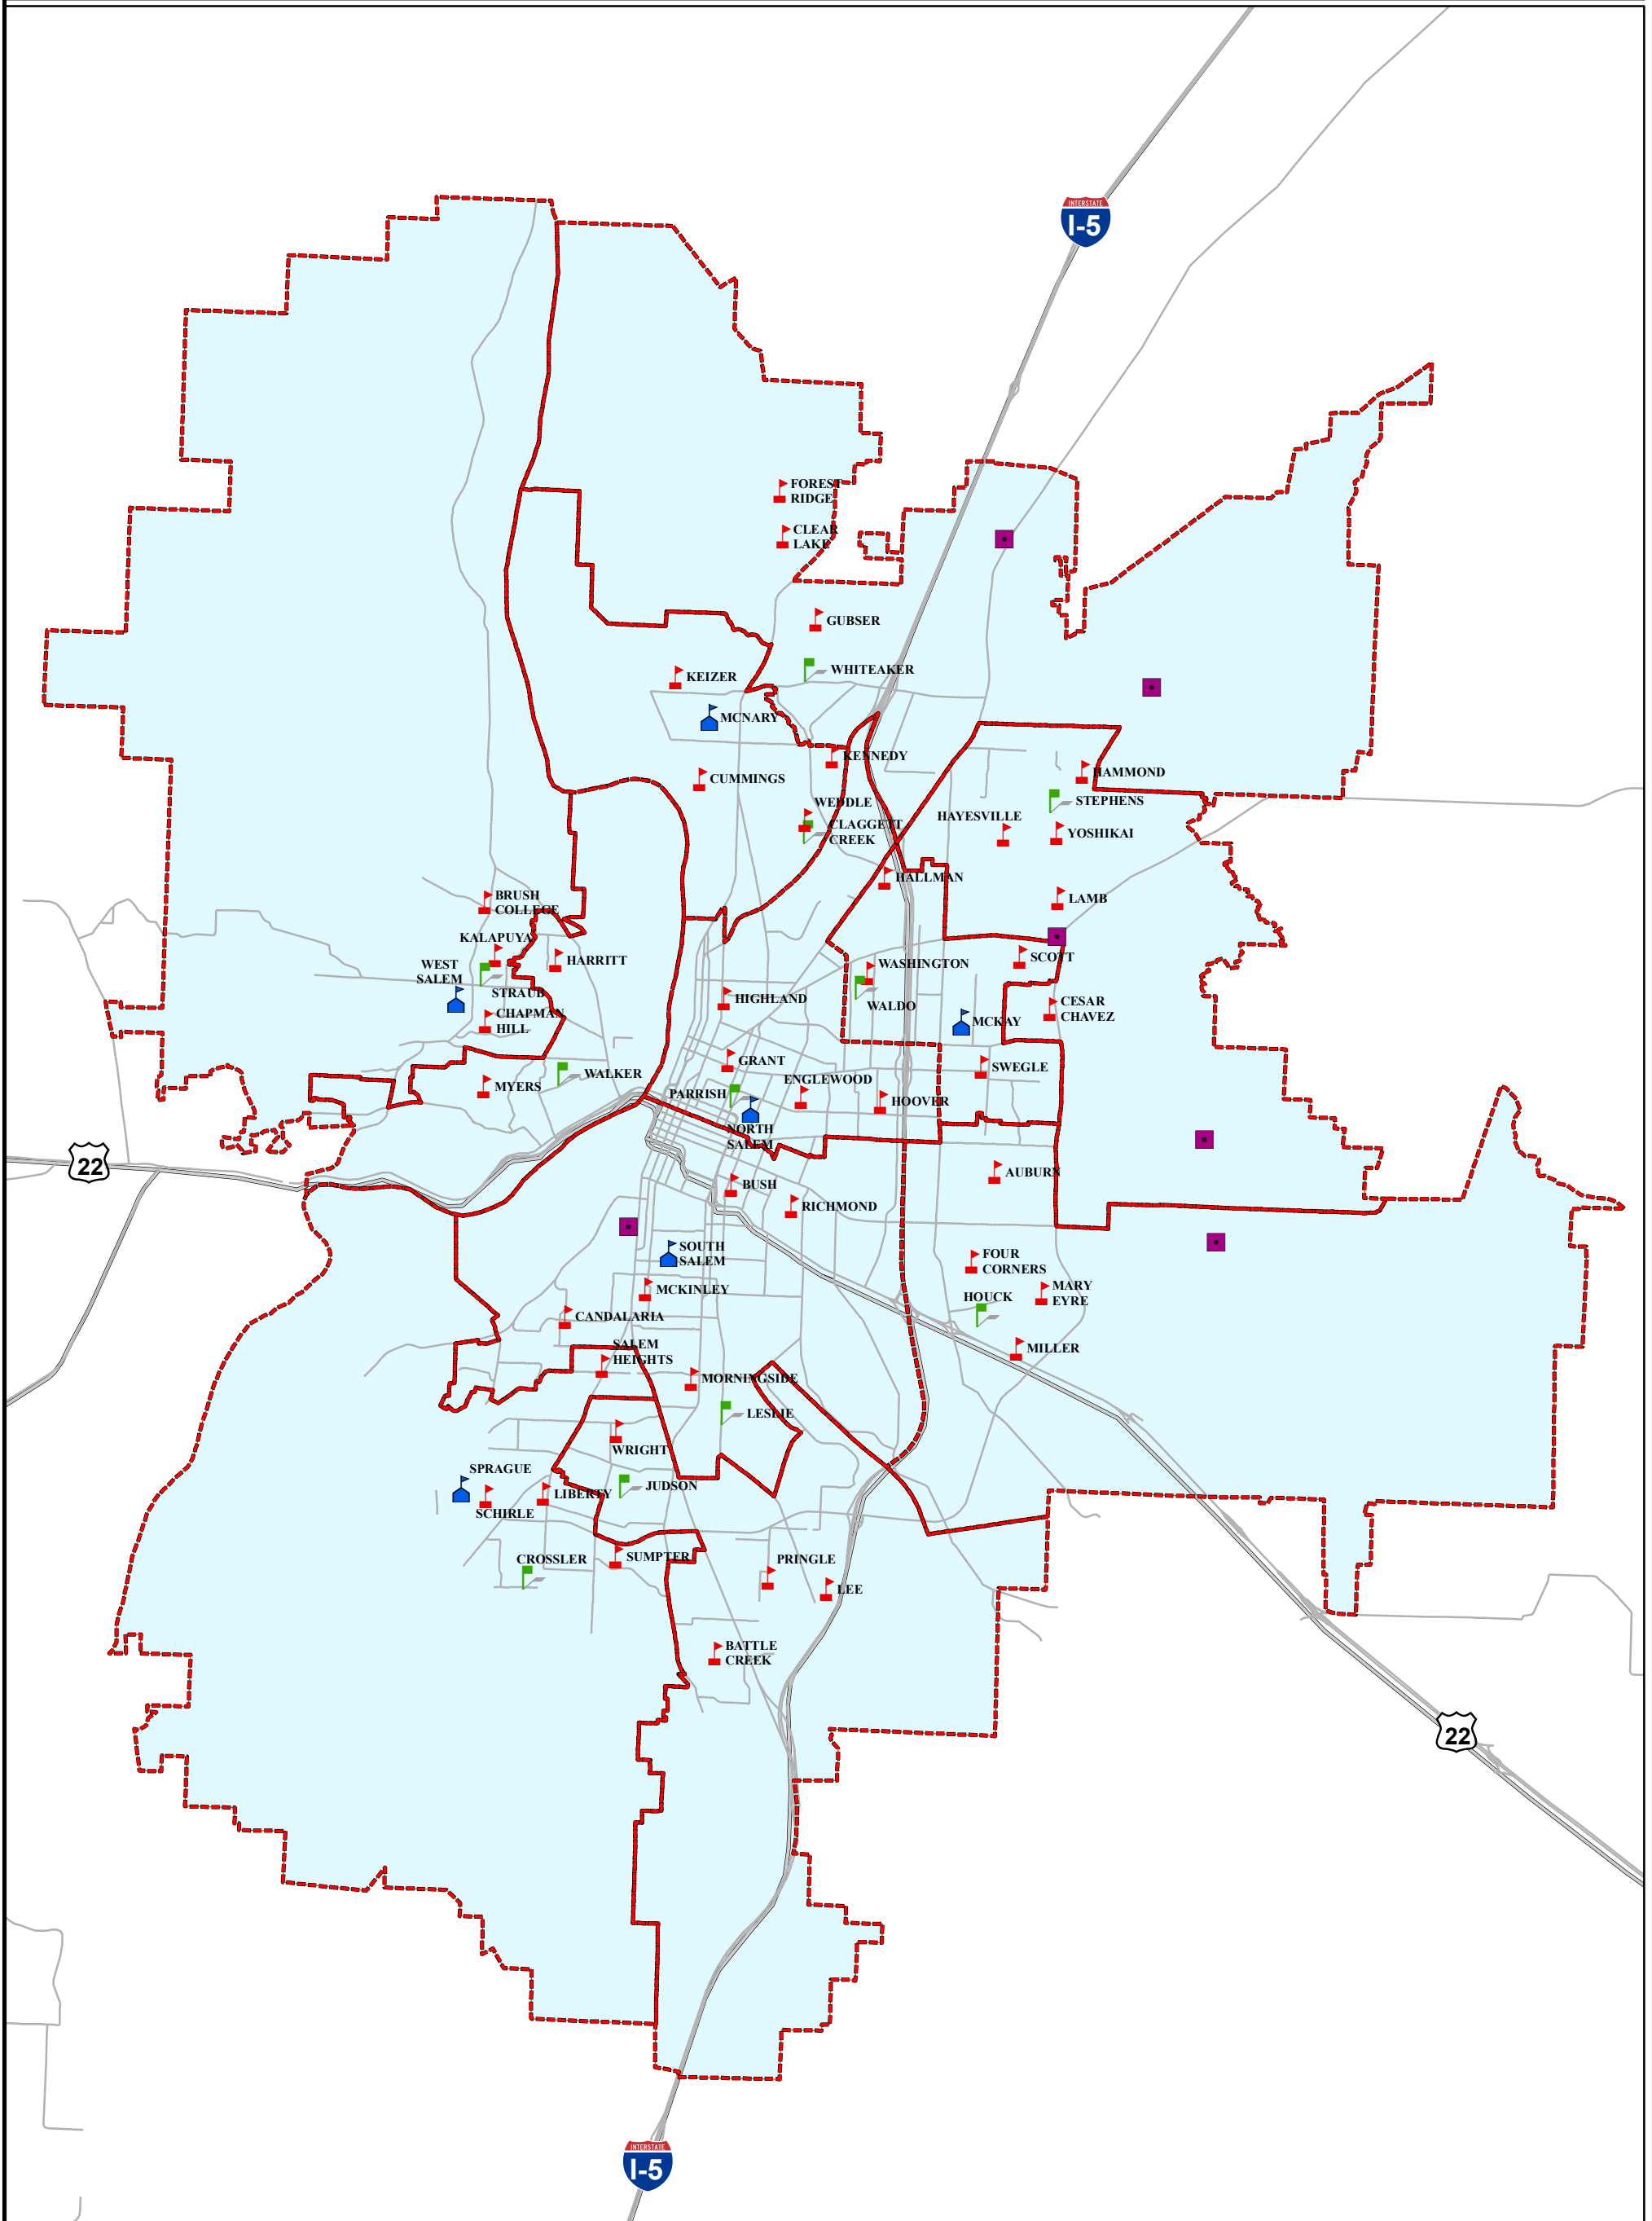 INTERSTATE
I-5
FOREST
RIDGE
CLEAR
LAKE
GUBSER
WHITEAKER
KEIZER
MCNARY
KENNEDY
HAMMOND
CUMMINGS
STEPHENS
WEDDLE
HAYESVILLE
CLAGGETT
CREEK
YOSHIKAI
HALLMAN
BRUSH
COLLEGE
LAMB
KALAPUYA
HARRITT
SCOTT
WEST
SALEM
WASHINGTON
STRAUB
HIGHLAND
WALDO
CESAR
CHAVEZ
CHAPMAN
HILL
MCKAY
GRANT
SWEGLE
WALKER
ENGLEWOOD
MYERS
PARRISH
HOOVER
NORTH
SALEM
22
AUBURN
BUSH
RICHMOND
SOUTH
SALEM
FOUR
CORNERS
MCKINLEY
MARY
EYRE
HOUCK
CANDALARIA
SALEM
HEIGHTS
MILLER
MORNINGSIDE
LESLIE
WRIGHT
SPRAGUE
JUDSON
LIBERTY
SCHIRLE
CROSSLER
SUMPTER
PRINGLE
LEE
BATTLE
CREEK
22
INTERSTATE
I-5